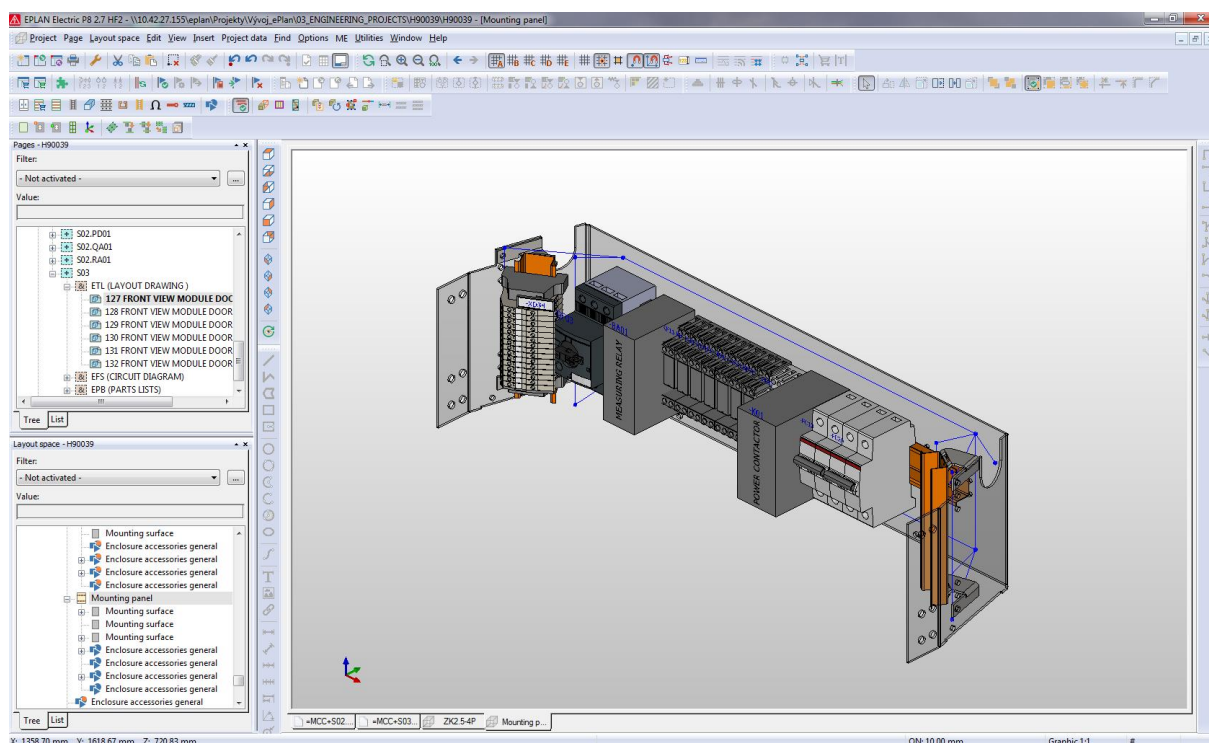 EPLAN Electric P8 2.7 HF2 - \\10.42.27.155\eplan\Projekty\Vývoj_ePlan\03_ENGINEERING_PROJECTS\H90039\H90039 - [Mounting panel]
Project Page Layout space Edit View Insert Project data Find Options ME Utilities Window Help
Pages - H90039
Filter:
- Not activated -
...
Value:
S02.PD01
S02.QA01
S02.RA01
S03
ETL (LAYOUT DRAWING )
127 FRONT VIEW MODULE DOC
128 FRONT VIEW MODULE DOOR
129 FRONT VIEW MODULE DOOR
130 FRONT VIEW MODULE DOOR
131 FRONT VIEW MODULE DOOR
132 FRONT VIEW MODULE DOOR
EFS (CIRCUIT DIAGRAM)
EPB (PARTS LISTS)
Tree List
Layout space - H90039
Filter:
- Not activated -
...
Value:
Mounting surface
Enclosure accessories general
Enclosure accessories general
Enclosure accessories general
Enclosure accessories general
Mounting panel
Mounting surface
Mounting surface
Mounting surface
Enclosure accessories general
Enclosure accessories general
Enclosure accessories general
Enclosure accessories general
Enclosure accessories general
Tree List
-BA01
MEASURING RELAY
-K01
POWER CONTACTOR
=MCC+S02... =MCC+S03... ZK2.5-4P Mounting p...
X: 1358.70 mm Y: 1618.67 mm Z: 720.83 mm
ON: 10.00 mm Graphic 1:1 #